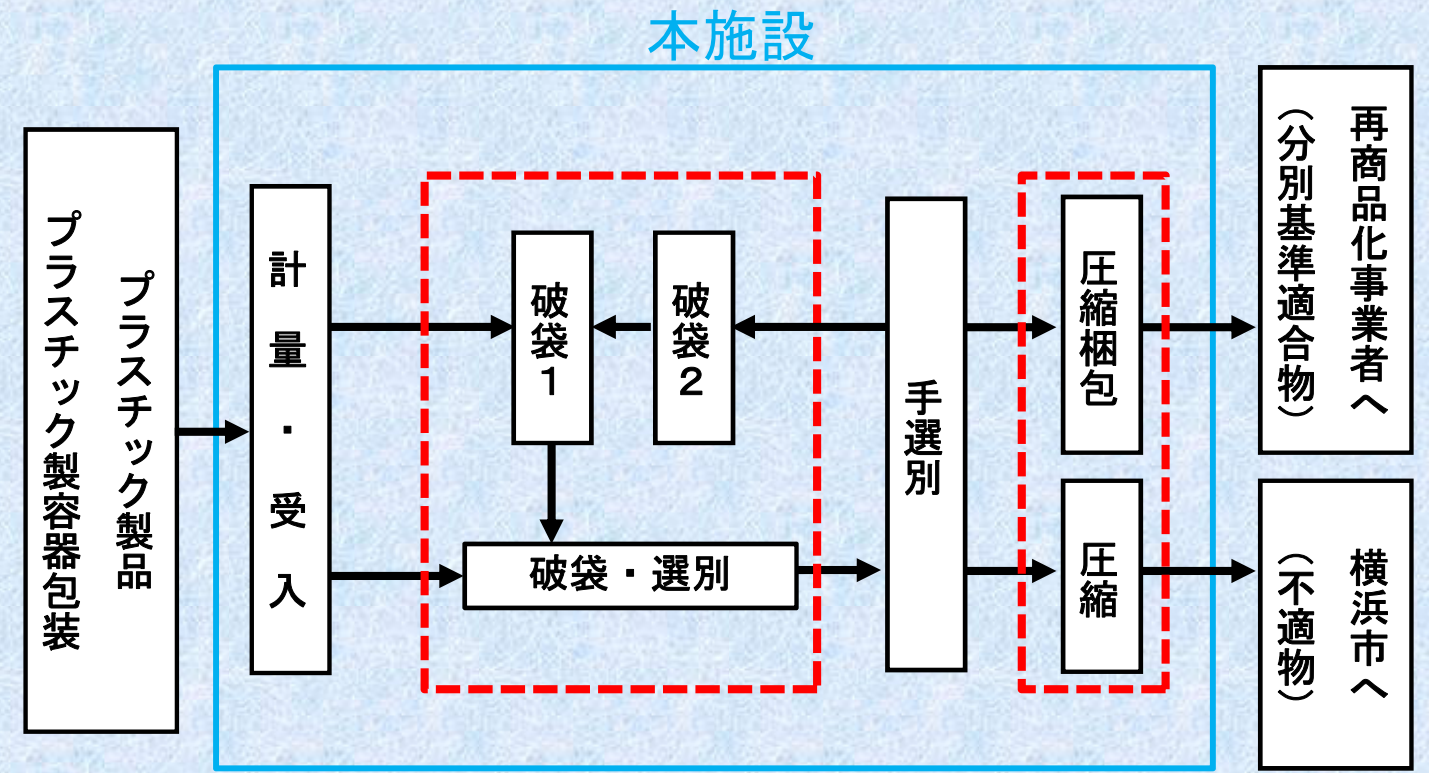 本施設
プラスチック製品
プラスチック製容器包装
計量・受入
破袋1
破袋2
破袋・選別
手選別
圧縮梱包
圧縮
再商品化事業者へ
(分別基準適合物)
横浜市へ
(不適物)